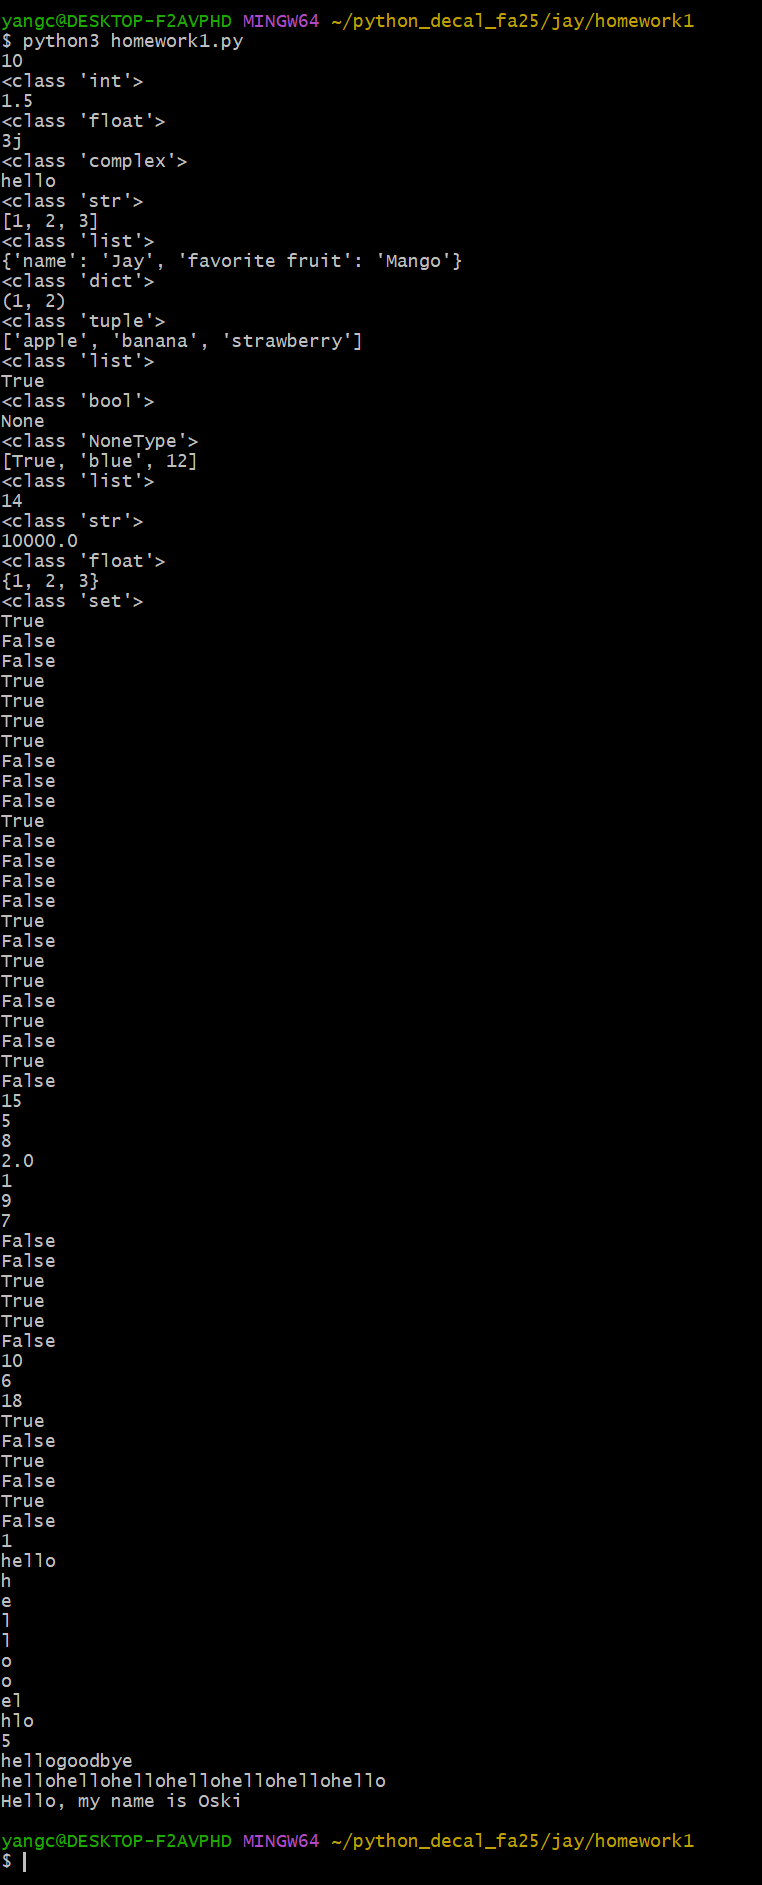 yangc@DESKTOP-F2AVPHD MINGW64 ~/python_decal_fa25/jay/homework1
$ python3 homework1.py
10
<class 'int'>
1.5
<class 'float'>
3j
<class 'complex'>
hello
<class 'str'>
[1, 2, 3]
<class 'list'>
{'name': 'Jay', 'favorite fruit': 'Mango'}
<class 'dict'>
(1, 2)
<class 'tuple'>
['apple', 'banana', 'strawberry']
<class 'list'>
True
<class 'bool'>
None
<class 'NoneType'>
[True, 'blue', 12]
<class 'list'>
14
<class 'str'>
10000.0
<class 'float'>
{1, 2, 3}
<class 'set'>
True
False
False
True
True
True
True
False
False
False
True
False
False
False
False
True
False
True
True
False
True
False
True
False
15
5
8
2.0
1
9
7
False
False
True
True
True
False
10
6
18
True
False
True
False
True
False
1
hello
h
e
l
l
o
o
el
hlo
5
hellogoodbye
hellohellohellohellohellohellohello
Hello, my name is Oski
yangc@DESKTOP-F2AVPHD MINGW64 ~/python_decal_fa25/jay/homework1
$